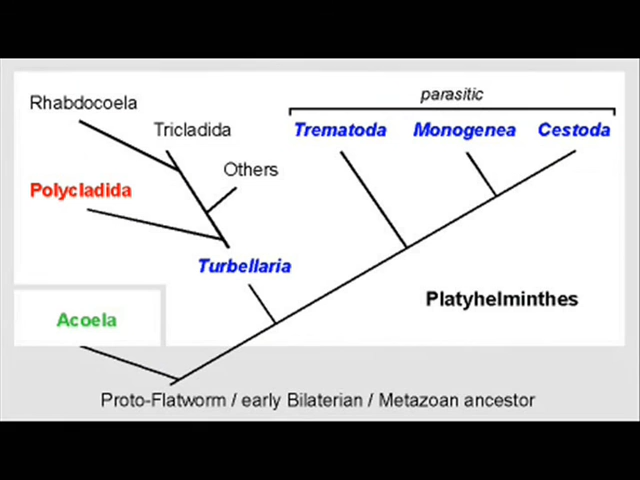 parasitic
Rhabdocoela
Tricladida
Trematoda Monogenea Cestoda
Others
Polycladida
Turbellaria
Platyhelminthes
Acoela
Proto-Flatworm / early Bilaterian / Metazoan ancestor